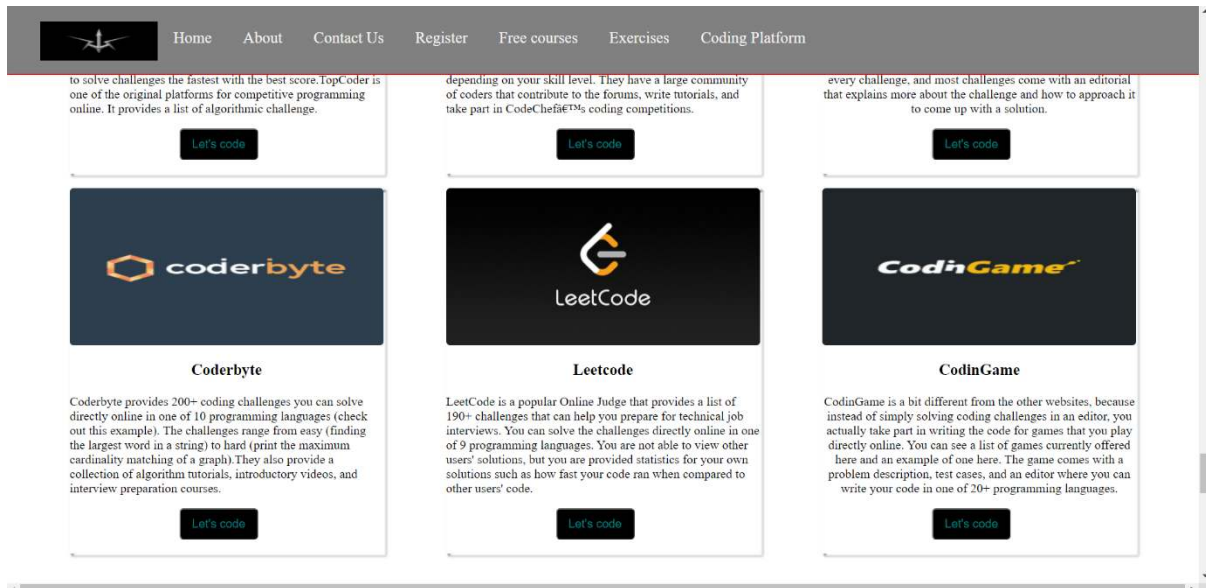 Home About Contact Us Register Free courses Exercises Coding Platform
to solve challenges the fastest with the best score.TopCoder is
one of the original platforms for competitive programming
online. It provides a list of algorithmic challenge.
Let's code
depending on your skill level. They have a large community
of coders that contribute to the forums, write tutorials, and
take part in CodeChefâ€™s coding competitions.
Let's code
every challenge, and most challenges come with an editorial
that explains more about the challenge and how to approach it
to come up with a solution.
Let's code
coderbyte
Coderbyte
Coderbyte provides 200+ coding challenges you can solve
directly online in one of 10 programming languages (check
out this example). The challenges range from easy (finding
the largest word in a string) to hard (print the maximum
cardinality matching of a graph).They also provide a
collection of algorithm tutorials, introductory videos, and
interview preparation courses.
Let's code
LeetCode
Leetcode
LeetCode is a popular Online Judge that provides a list of
190+ challenges that can help you prepare for technical job
interviews. You can solve the challenges directly online in one
of 9 programming languages. You are not able to view other
users' solutions, but you are provided statistics for your own
solutions such as how fast your code ran when compared to
other users' code.
Let's code
CodinGame
CodinGame
CodinGame is a bit different from the other websites, because
instead of simply solving coding challenges in an editor, you
actually take part in writing the code for games that you play
directly online. You can see a list of games currently offered
here and an example of one here. The game comes with a
problem description, test cases, and an editor where you can
write your code in one of 20+ programming languages.
Let's code